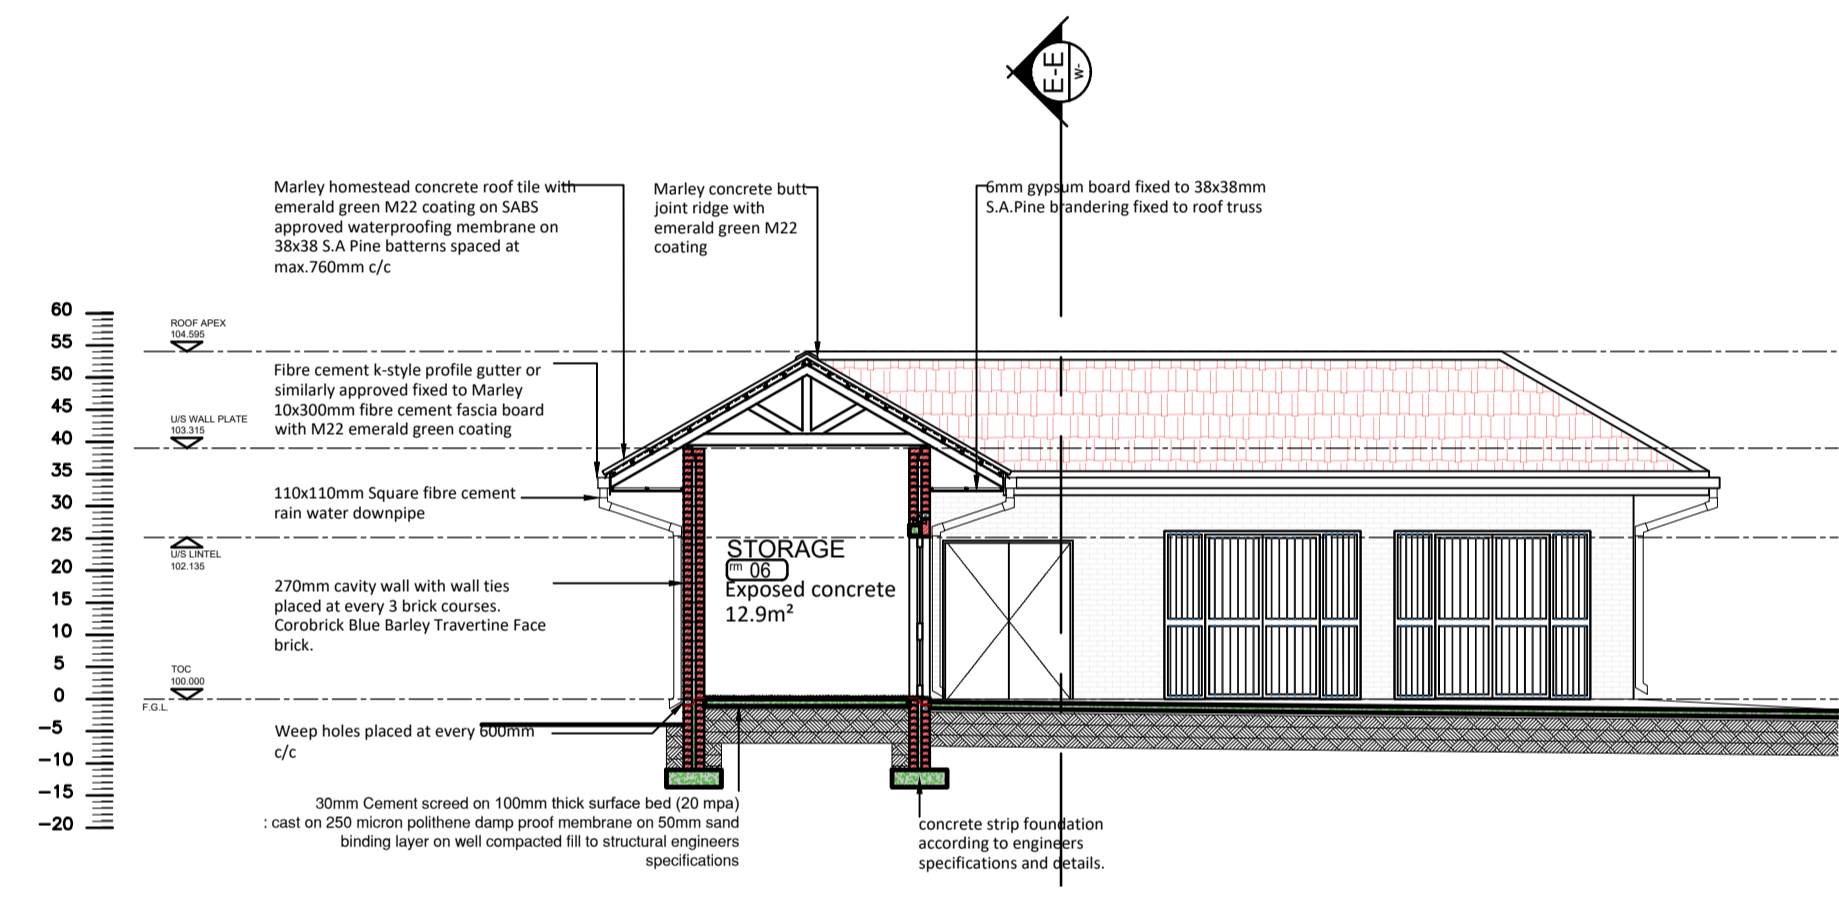 E-E
W-
Marley homestead concrete roof tile with
emerald green M22 coating on SABS
approved waterproofing membrane on
38x38 S.A Pine batterns spaced at
max.760mm c/c
Marley concrete butt
joint ridge with
emerald green M22
coating
6mm gypsum board fixed to 38x38mm
S.A.Pine brandering fixed to roof truss
60
55
50
45
40
35
30
25
20
15
10
5
0
-5
-10
-15
-20
ROOF APEX
104.595
U/S WALL PLATE
103.315
U/S LINTEL
102.135
TOC
100.000
F.G.L.
Fibre cement k-style profile gutter or
similarly approved fixed to Marley
10x300mm fibre cement fascia board
with M22 emerald green coating
110x110mm Square fibre cement
rain water downpipe
270mm cavity wall with wall ties
placed at every 3 brick courses.
Corobrick Blue Barley Travertine Face
brick.
Weep holes placed at every 600mm
c/c
STORAGE
rm 06
Exposed concrete
12.9m²
30mm Cement screed on 100mm thick surface bed (20 mpa)
: cast on 250 micron polithene damp proof membrane on 50mm sand
binding layer on well compacted fill to structural engineers
specifications
concrete strip foundation
according to engineers
specifications and details.